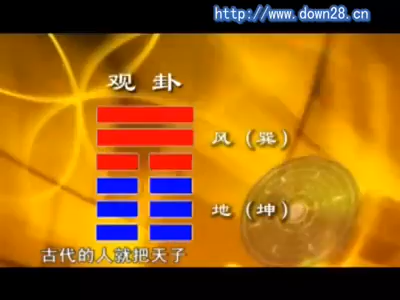 http://www.down28.cn
观 卦
风（巽）
地（坤）
古代的人就把天子